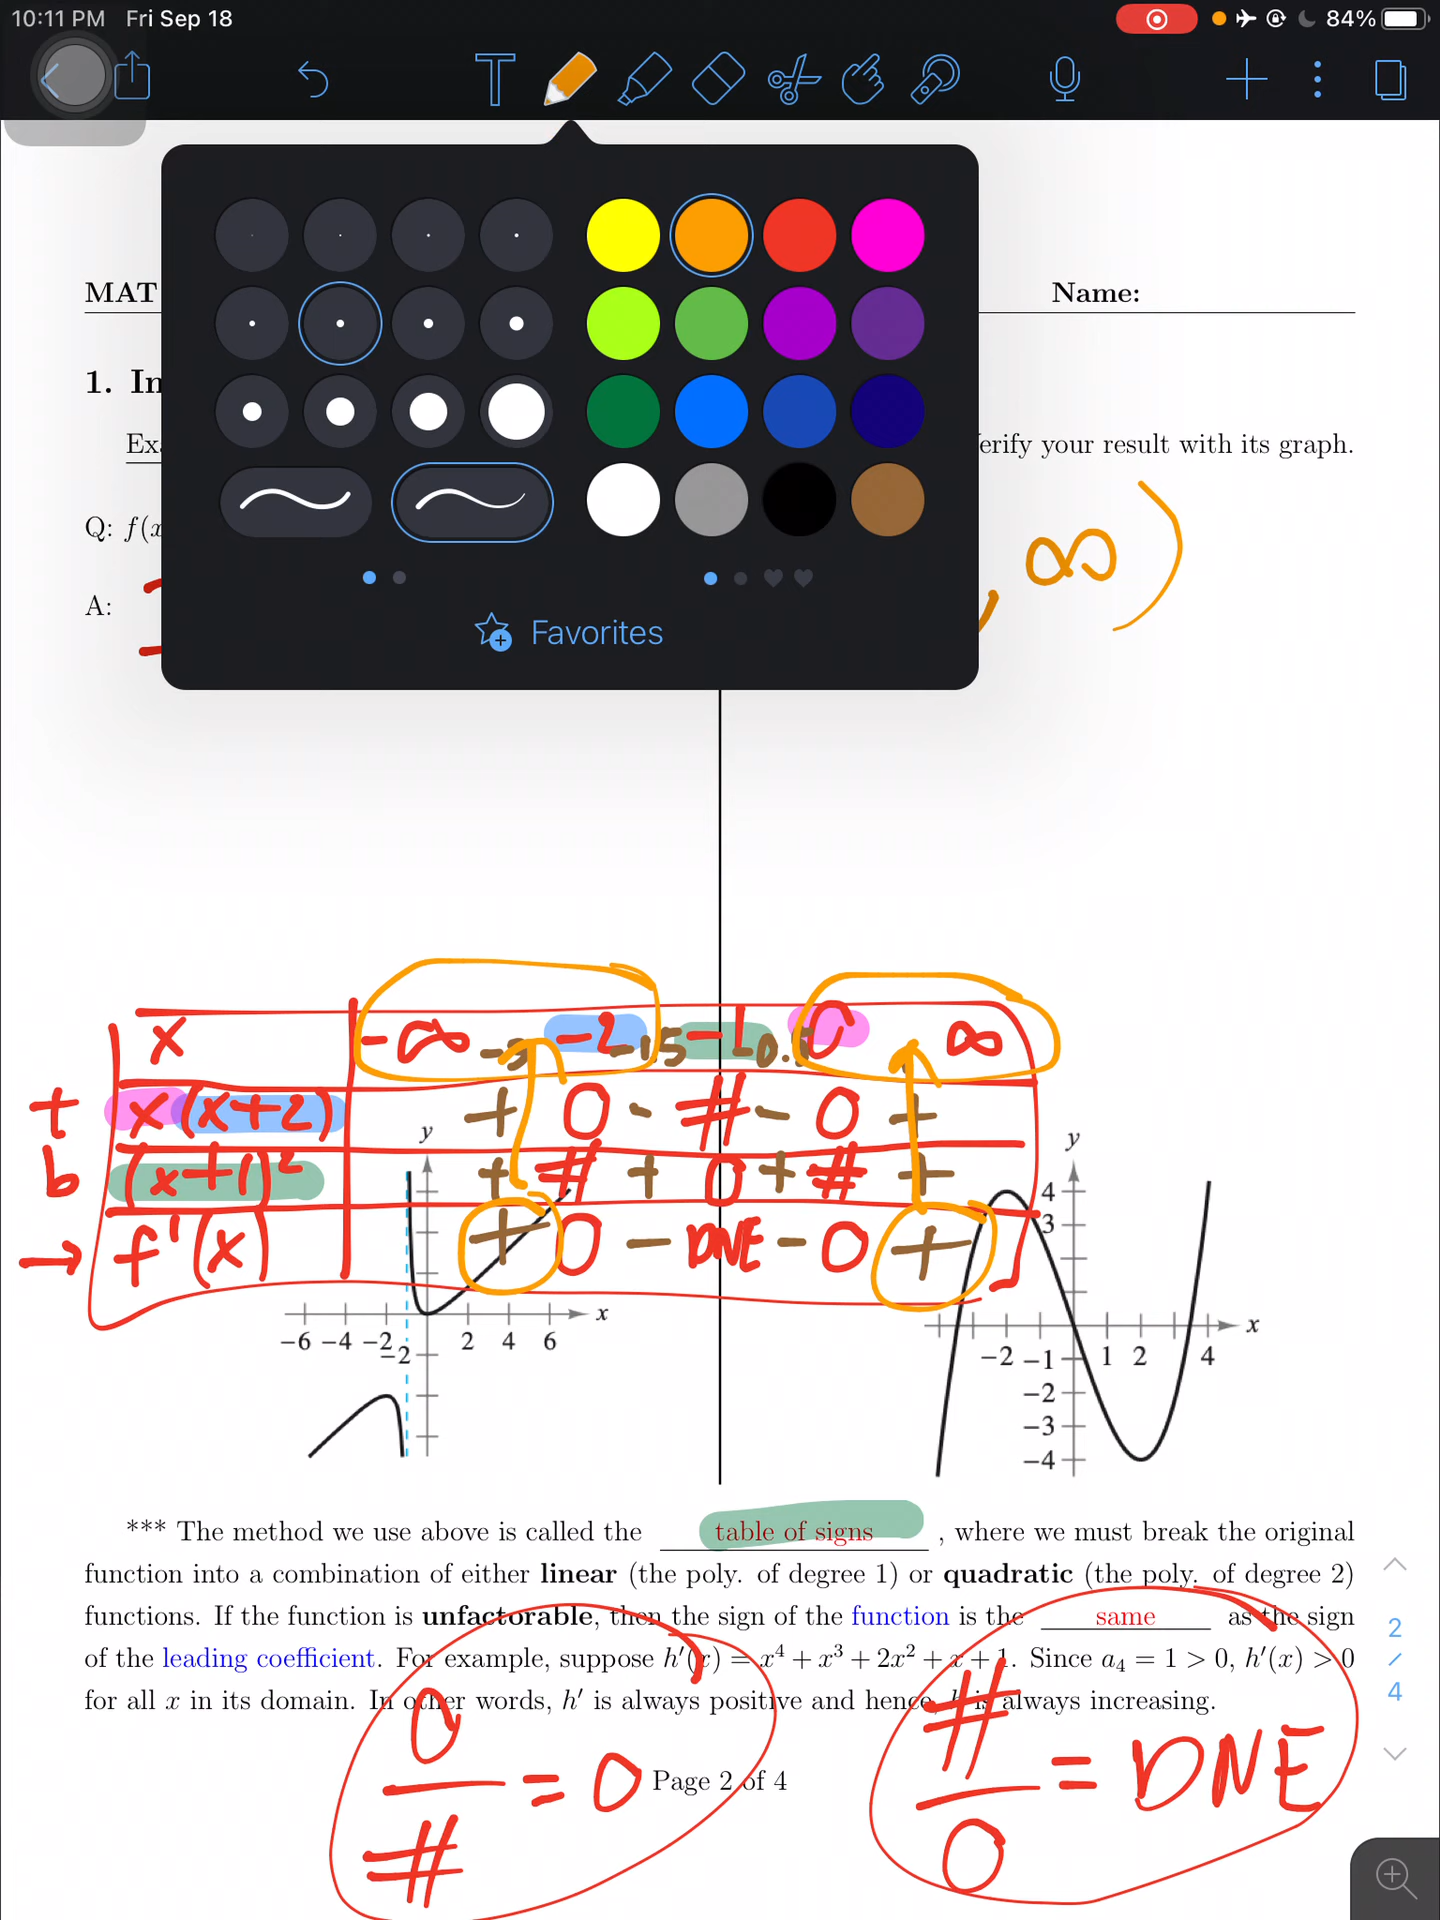 10:11 PM Fri Sep 18 84%
T
MAT Name:
1. In
Exa erify your result with its graph.
Q: f(x
A: , ∞)
Favorites
x -∞ -3 -2 -1.5 -1 0 ∞
t x(x+2) + 0 - # - 0 +
b (x+1)² + # + 0 + # +
→ f'(x) + 0 - DNE - 0 +
y
x
−6 −4 −2 2 4 6
−2
y
4
3
x
−2 −1 1 2 4
−2
−3
−4
*** The method we use above is called the table of signs , where we must break the original
function into a combination of either linear (the poly. of degree 1) or quadratic (the poly. of degree 2)
functions. If the function is unfactorable, then the sign of the function is the same as the sign
of the leading coefficient. For example, suppose h′(x) = x⁴ + x³ + 2x² + x + 1. Since a₄ = 1 > 0, h′(x) > 0
for all x in its domain. In other words, h′ is always positive and hence, h is always increasing.
2
/
4
0/# = 0
#/0 = DNE
Page 2 of 4